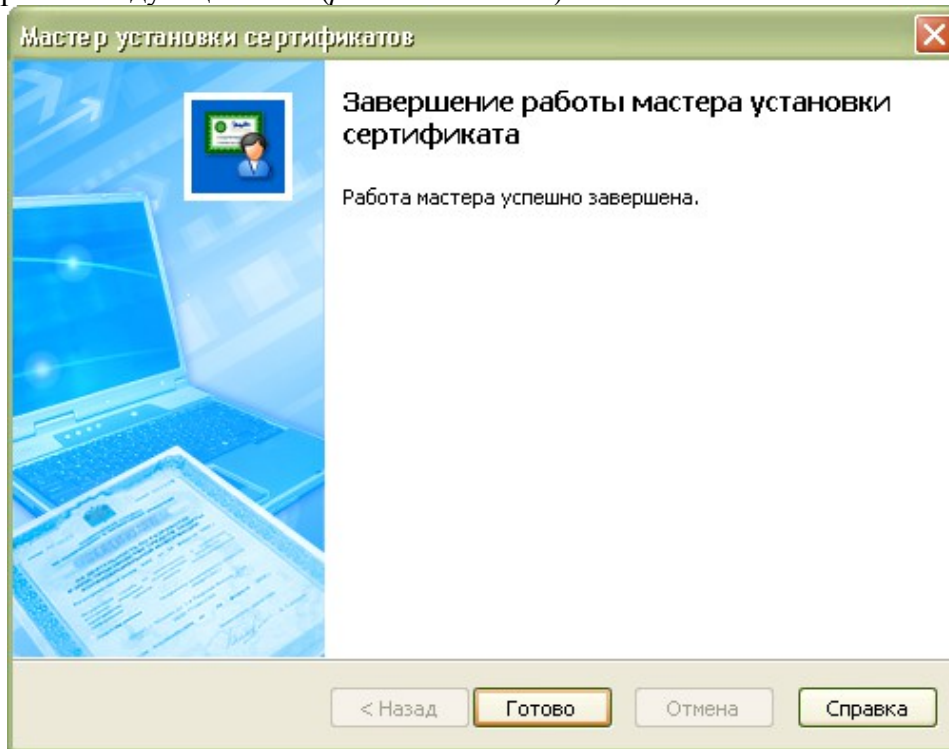 Мастер установки сертификатов
Завершение работы мастера установки
сертификата
Работа мастера успешно завершена.
< Назад
Готово
Отмена
Справка